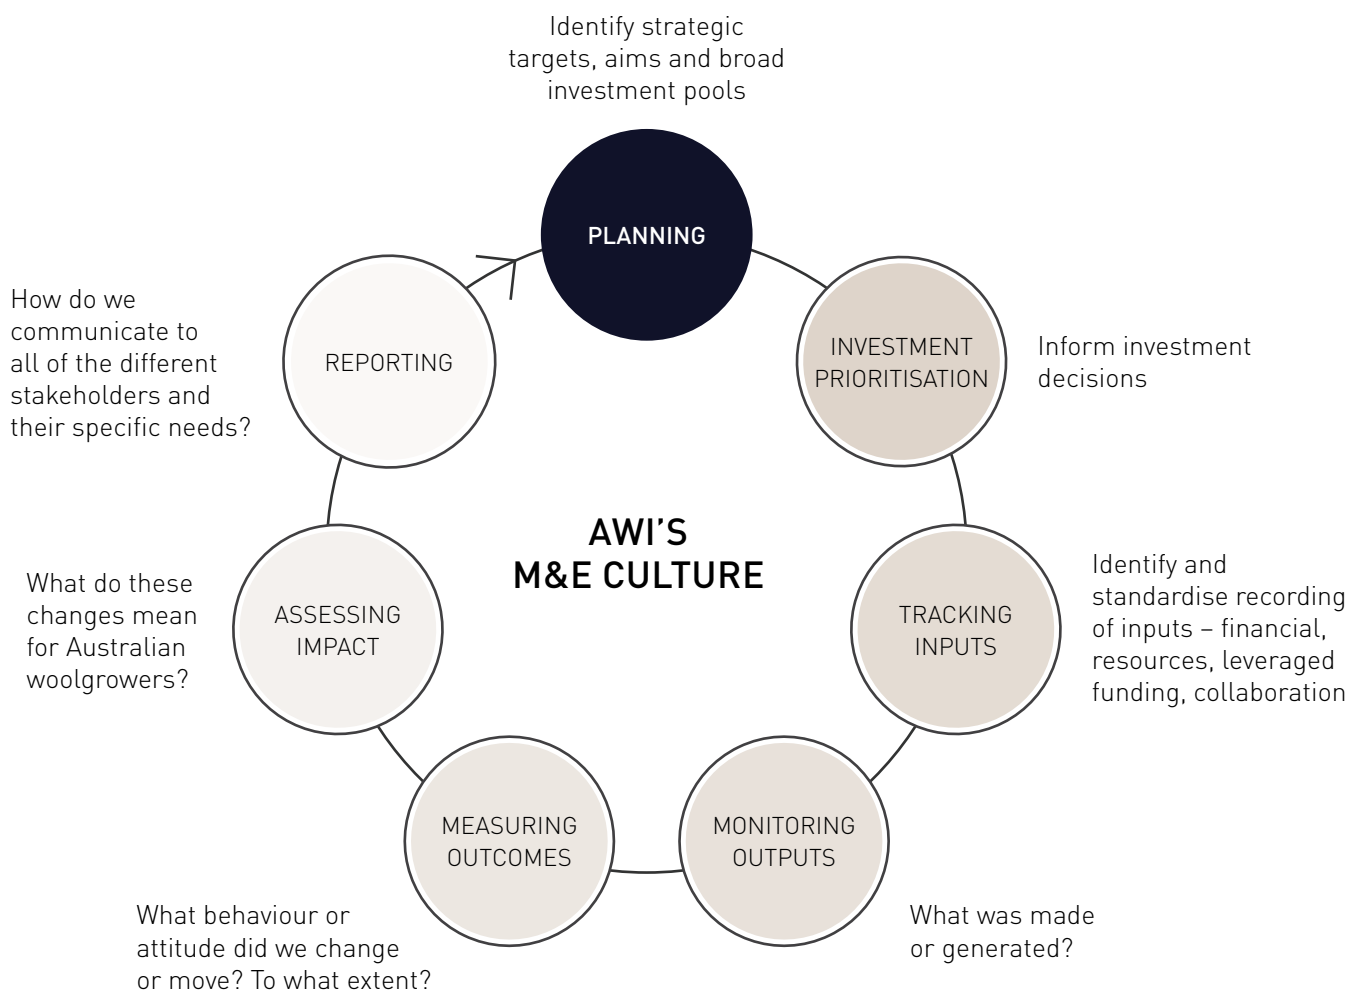 Identify strategic
targets, aims and broad
investment pools
PLANNING
INVESTMENT
PRIORITISATION
Inform investment
decisions
TRACKING
INPUTS
Identify and
standardise recording
of inputs – financial,
resources, leveraged
funding, collaboration
MONITORING
OUTPUTS
What was made
or generated?
MEASURING
OUTCOMES
What behaviour or
attitude did we change
or move? To what extent?
ASSESSING
IMPACT
What do these
changes mean
for Australian
woolgrowers?
REPORTING
How do we
communicate to
all of the different
stakeholders and
their specific needs?
AWI’S
M&E CULTURE